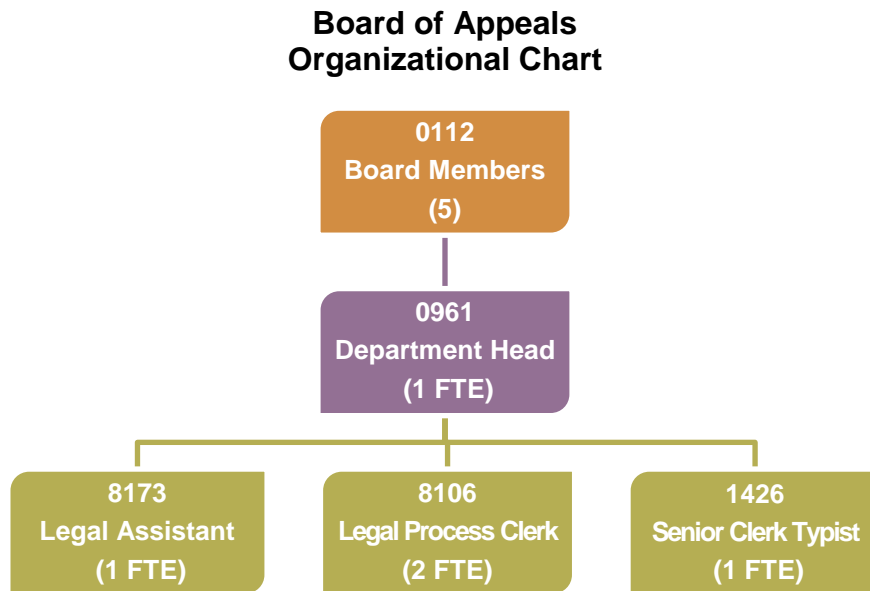 Board of Appeals
Organizational Chart
0112
Board Members
(5)
0961
Department Head
(1 FTE)
8173
Legal Assistant
(1 FTE)
8106
Legal Process Clerk
(2 FTE)
1426
Senior Clerk Typist
(1 FTE)